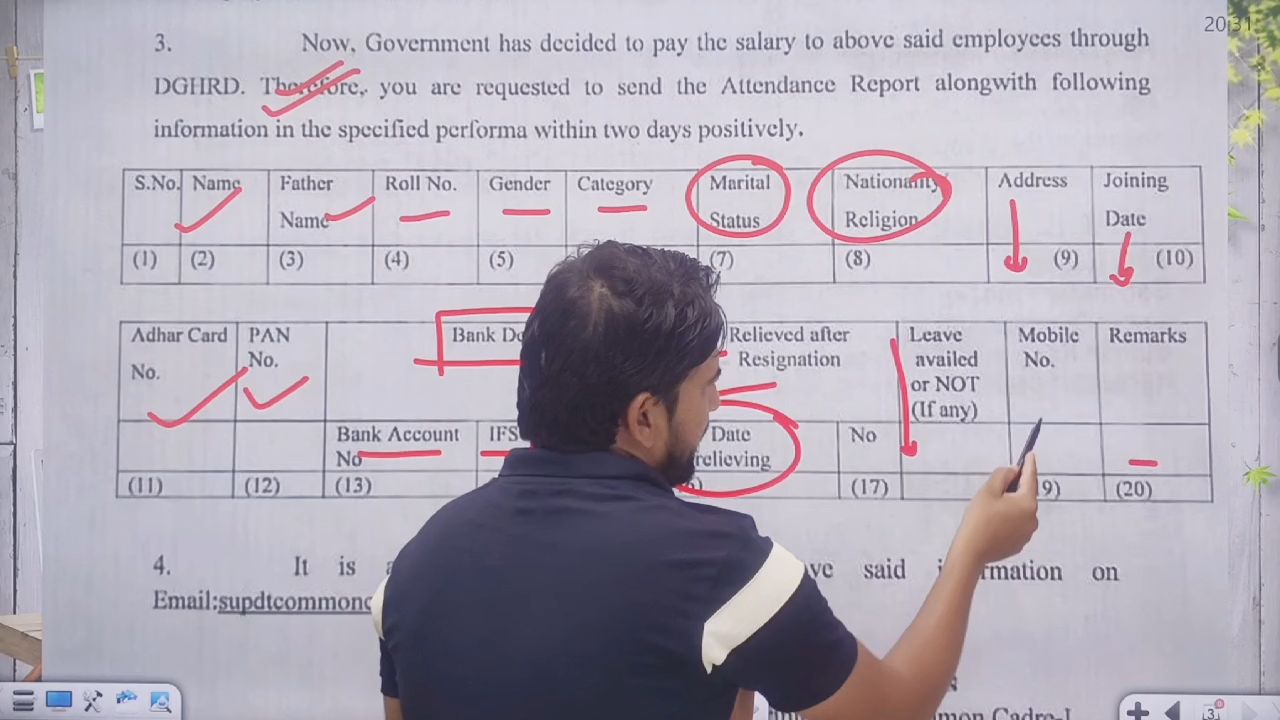 20:31
3. Now, Government has decided to pay the salary to above said employees through
DGHRD. Therefore, you are requested to send the Attendance Report alongwith following
information in the specified performa within two days positively.
S.No. Name Father Name Roll No. Gender Category Marital Status Nationality Religion Address Joining Date
(1) (2) (3) (4) (5) (7) (8) (9) (10)
Adhar Card No. PAN No. Bank Relieved after Resignation Leave availed or NOT (If any) Mobile No. Remarks
Bank Account No Date relieving No
(11) (12) (13) (17) (20)
4. It is said on
Email:
3